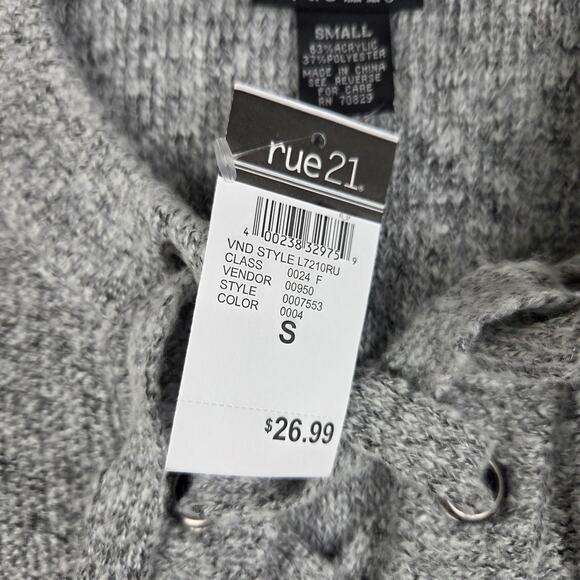 SMALL
63% ACRYLIC
37% POLYESTER
MADE IN CHINA
SEE REVERSE
FOR CARE
RN 70829
rue21
4 00238 32975 9
VND STYLE L7210RU
CLASS 0024 F
VENDOR 00950
STYLE 0007553
COLOR 0004
S
$26.99